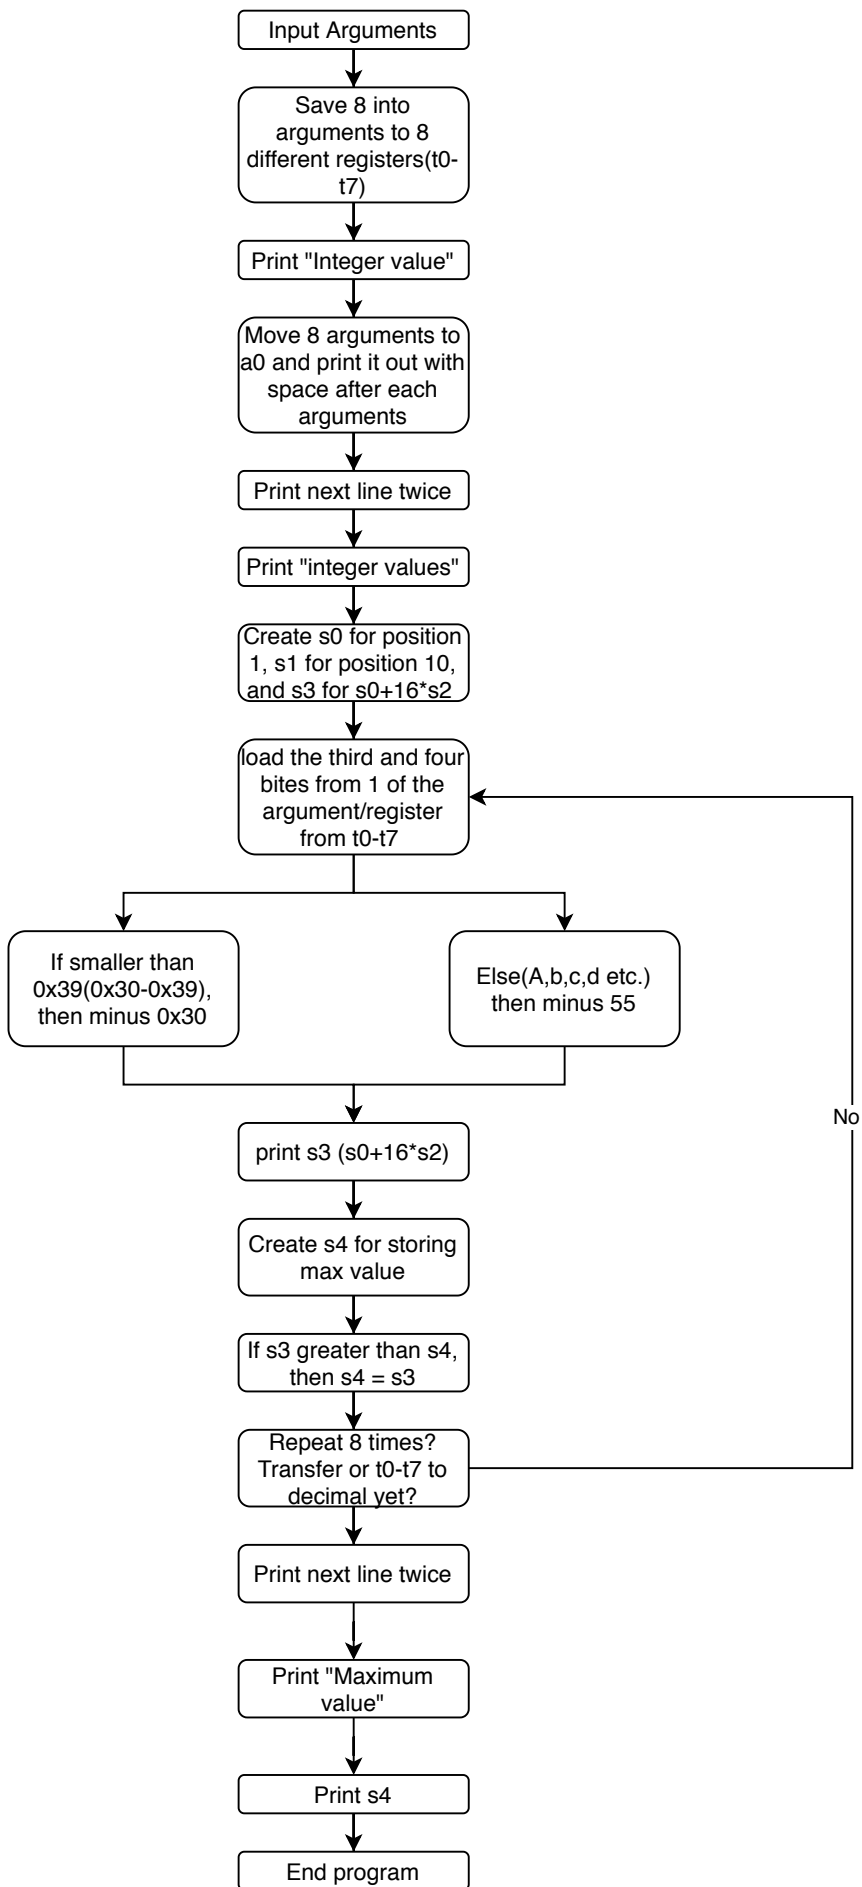 Input Arguments
Save 8 into
arguments to 8
different registers(t0-
t7)
Print "Integer value"
Move 8 arguments to
a0 and print it out with
space after each
arguments
Print next line twice
Print "integer values"
Create s0 for position
1, s1 for position 10,
and s3 for s0+16*s2
load the third and four
bites from 1 of the
argument/register
from t0-t7
If smaller than
0x39(0x30-0x39),
then minus 0x30
Else(A,b,c,d etc.)
then minus 55
No
print s3 (s0+16*s2)
Create s4 for storing
max value
If s3 greater than s4,
then s4 = s3
Repeat 8 times?
Transfer or t0-t7 to
decimal yet?
Print next line twice
Print "Maximum
value"
Print s4
End program